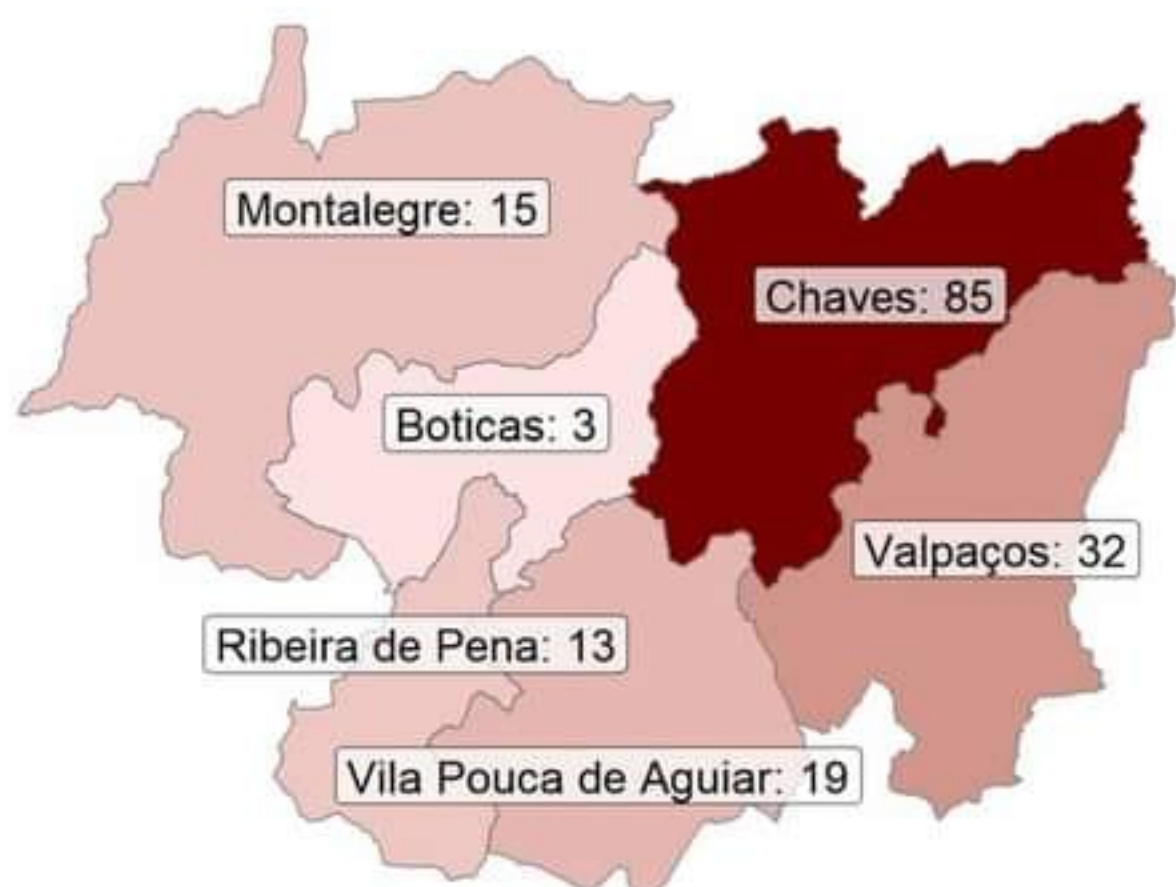 Montalegre: 15
Chaves: 85
Boticas: 3
Valpaços: 32
Ribeira de Pena: 13
Vila Pouca de Aguiar: 19